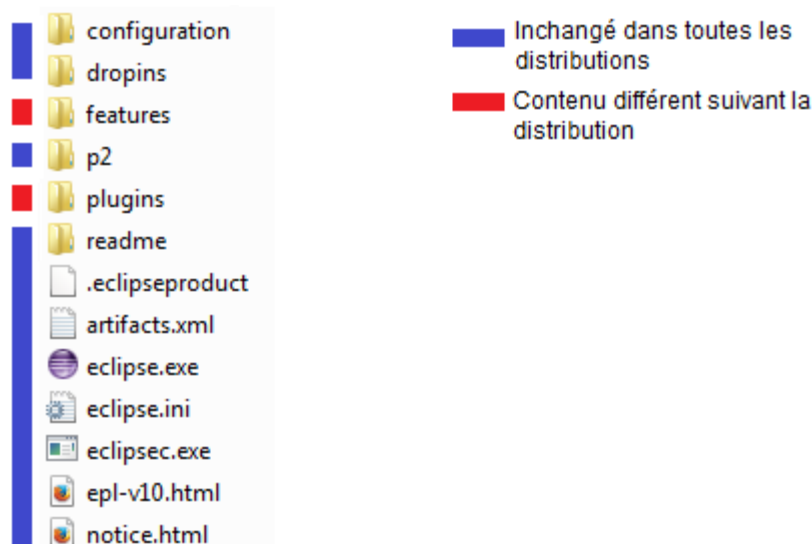 configuration
dropins
features
p2
plugins
readme
.eclipseproduct
artifacts.xml
eclipse.exe
eclipse.ini
eclipsec.exe
epl-v10.html
notice.html
Inchangé dans toutes les
distributions
Contenu différent suivant la
distribution